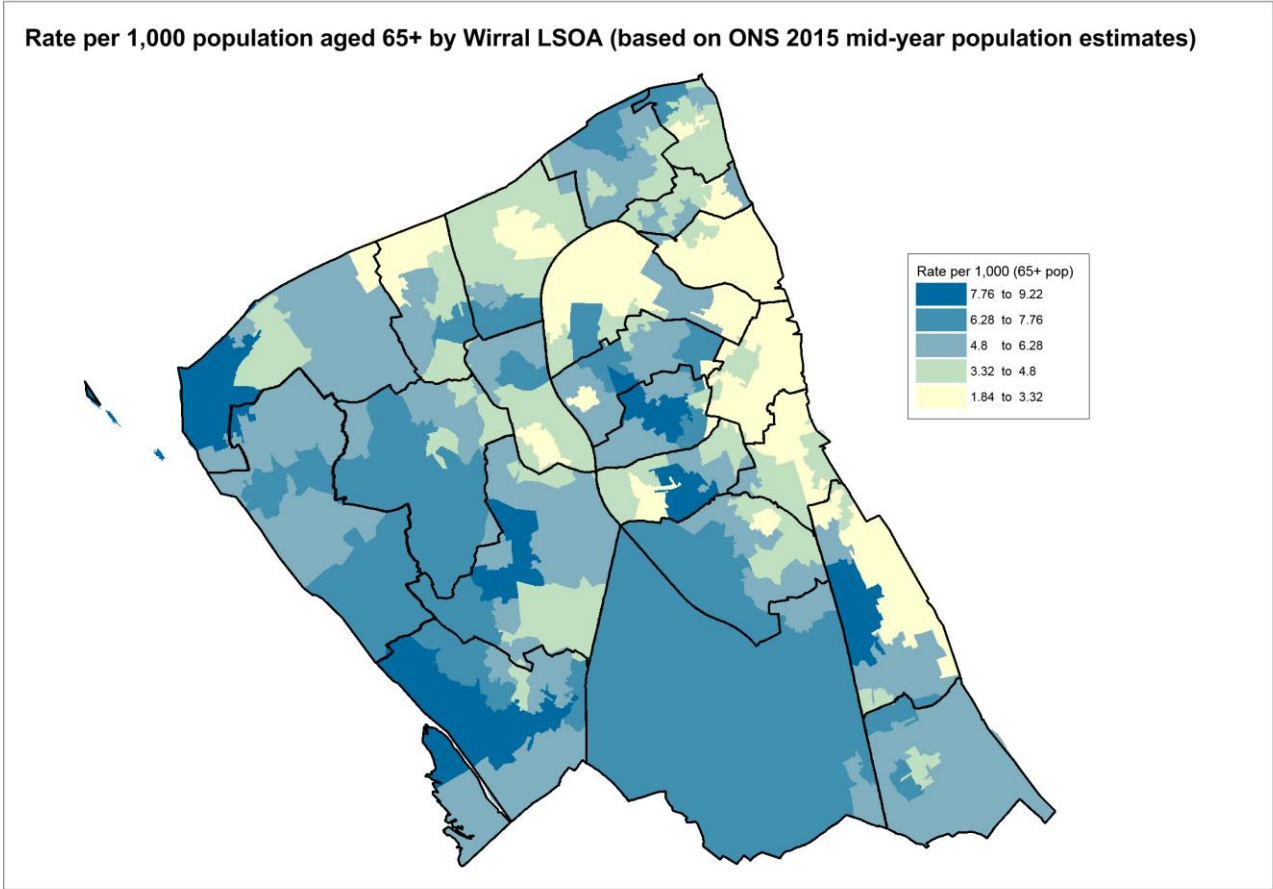 Rate per 1,000 population aged 65+ by Wirral LSOA (based on ONS 2015 mid-year population estimates)
Rate per 1,000 (65+ pop)
7.76 to 9.22
6.28 to 7.76
4.8 to 6.28
3.32 to 4.8
1.84 to 3.32